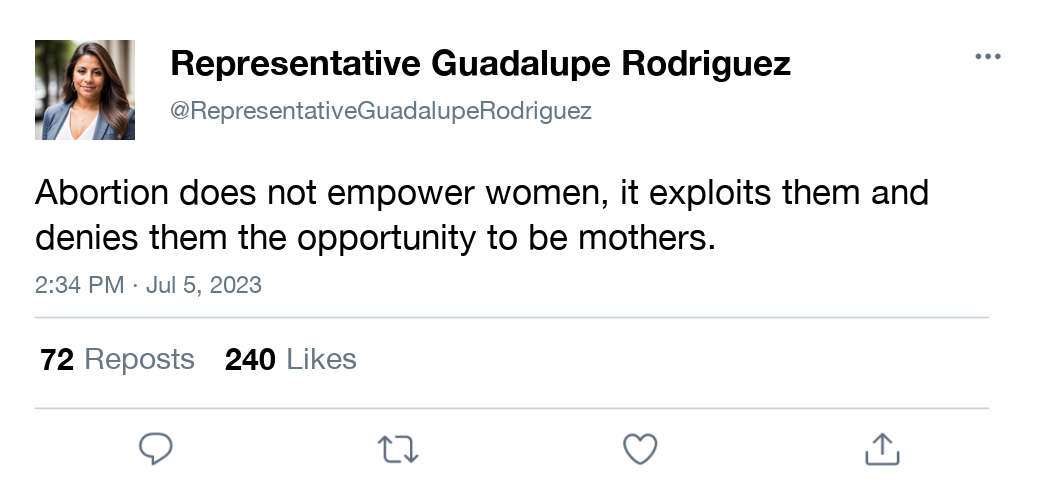 Representative Guadalupe Rodriguez
@RepresentativeGuadalupeRodriguez
Abortion does not empower women, it exploits them and
denies them the opportunity to be mothers.
2:34 PM · Jul 5, 2023
72 Reposts 240 Likes